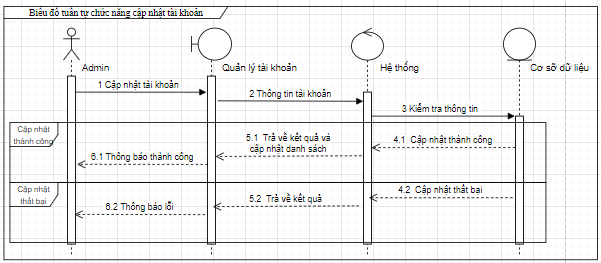 Biểu đồ tuần tự chức năng cập nhật tài khoản
Admin
Quản lý tài khoản
Hệ thống
Cơ sở dữ liệu
1 Cập nhật tài khoản
2 Thông tin tài khoản
3 Kiểm tra thông tin
Cập nhật
thành công
4.1 Cập nhật thành công
5.1 Trả về kết quả và
cập nhật danh sách
6.1 Thông báo thành công
Cập nhật
thất bại
4.2 Cập nhật thất bại
5.2 Trả về kết quả
6.2 Thông báo lỗi